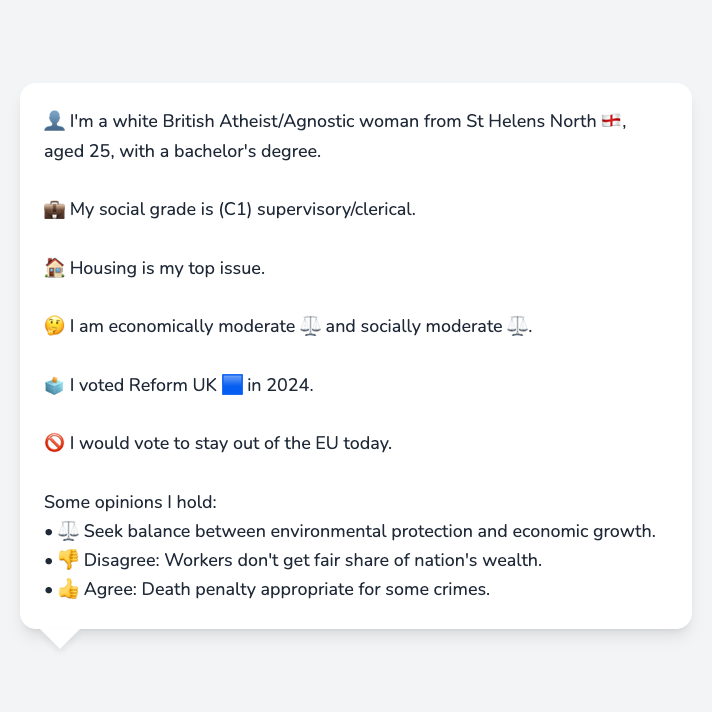 👤 I'm a white British Atheist/Agnostic woman from St Helens North 🏴󠁧󠁢󠁥󠁮󠁧󠁿,
aged 25, with a bachelor's degree.
💼 My social grade is (C1) supervisory/clerical.
🏠 Housing is my top issue.
🤔 I am economically moderate ⚖️ and socially moderate ⚖️.
🗳️ I voted Reform UK 🟦 in 2024.
🚫 I would vote to stay out of the EU today.
Some opinions I hold:
• ⚖️ Seek balance between environmental protection and economic growth.
• 👎 Disagree: Workers don't get fair share of nation's wealth.
• 👍 Agree: Death penalty appropriate for some crimes.